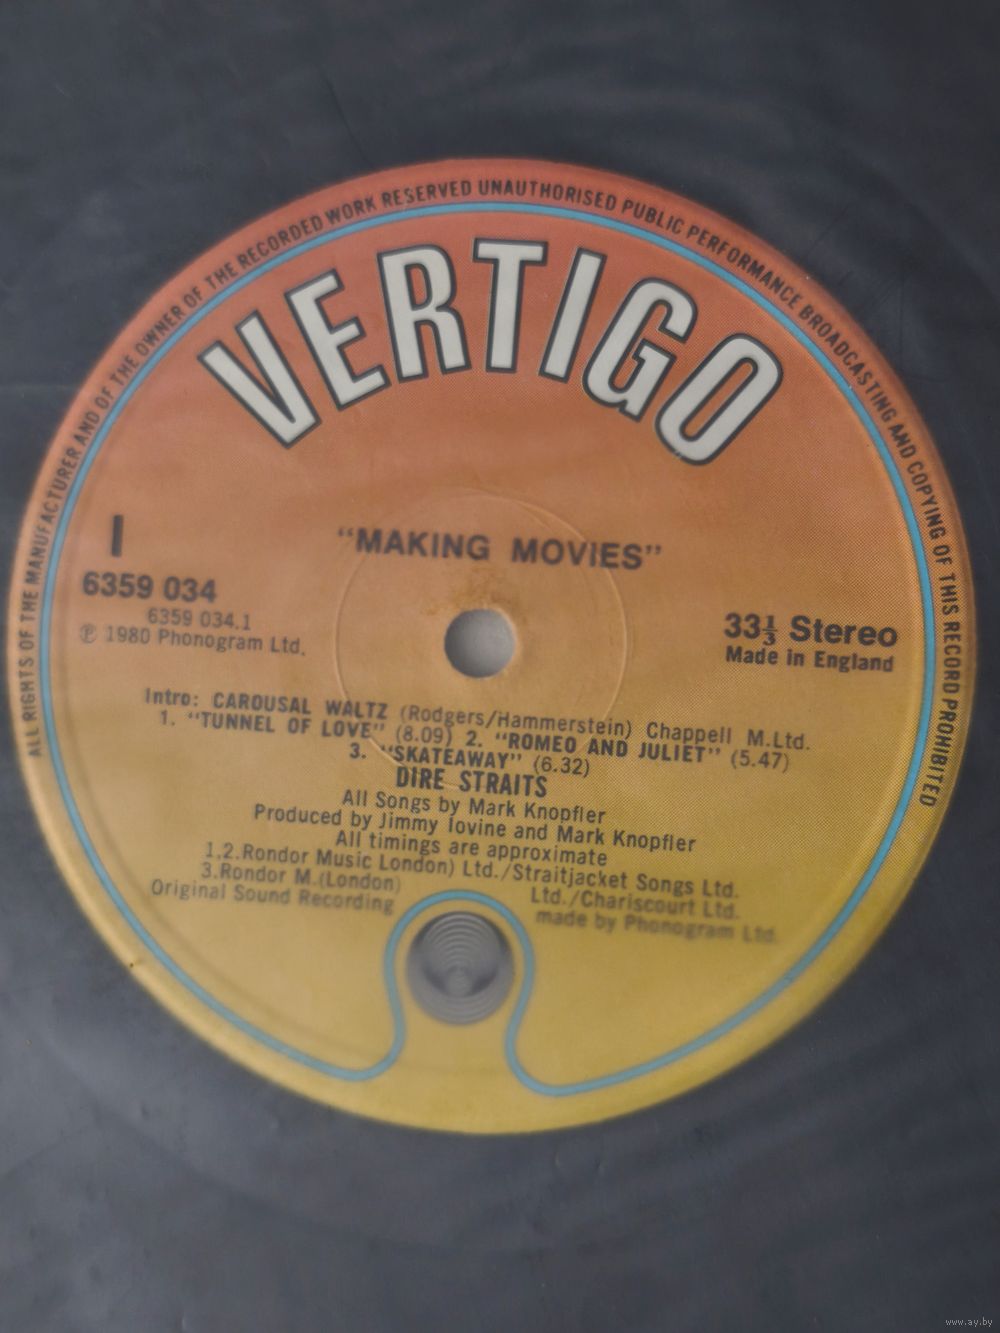 ALL RIGHTS OF THE MANUFACTURER AND OF THE OWNER OF THE RECORDED WORK RESERVED UNAUTHORISED PUBLIC PERFORMANCE BROADCASTING AND COPYING OF THIS RECORD PROHIBITED
VERTIGO
"MAKING MOVIES"
I
6359 034
6359 034.1
℗ 1980 Phonogram Ltd.
33⅓ Stereo
Made in England
Intro: CAROUSAL WALTZ (Rodgers/Hammerstein) Chappell M.Ltd.
1. "TUNNEL OF LOVE" (8.09) 2. "ROMEO AND JULIET" (5.47)
3. "SKATEAWAY" (6.32)
DIRE STRAITS
All Songs by Mark Knopfler
Produced by Jimmy Iovine and Mark Knopfler
All timings are approximate
1,2.Rondor Music London) Ltd./Straitjacket Songs Ltd.
3.Rondor M.(London) Ltd./Chariscourt Ltd.
Original Sound Recording made by Phonogram Ltd.
www.ay.by